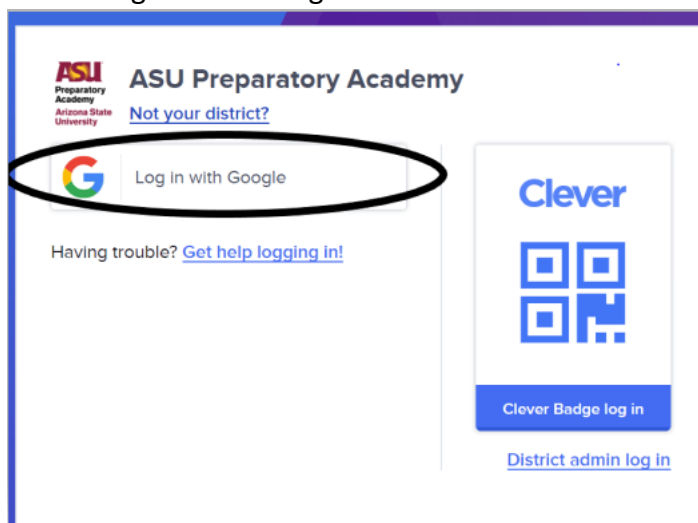 ASU
Preparatory
Academy
Arizona State
University
ASU Preparatory Academy
Not your district?
Log in with Google
Having trouble? Get help logging in!
Clever
Clever Badge log in
District admin log in